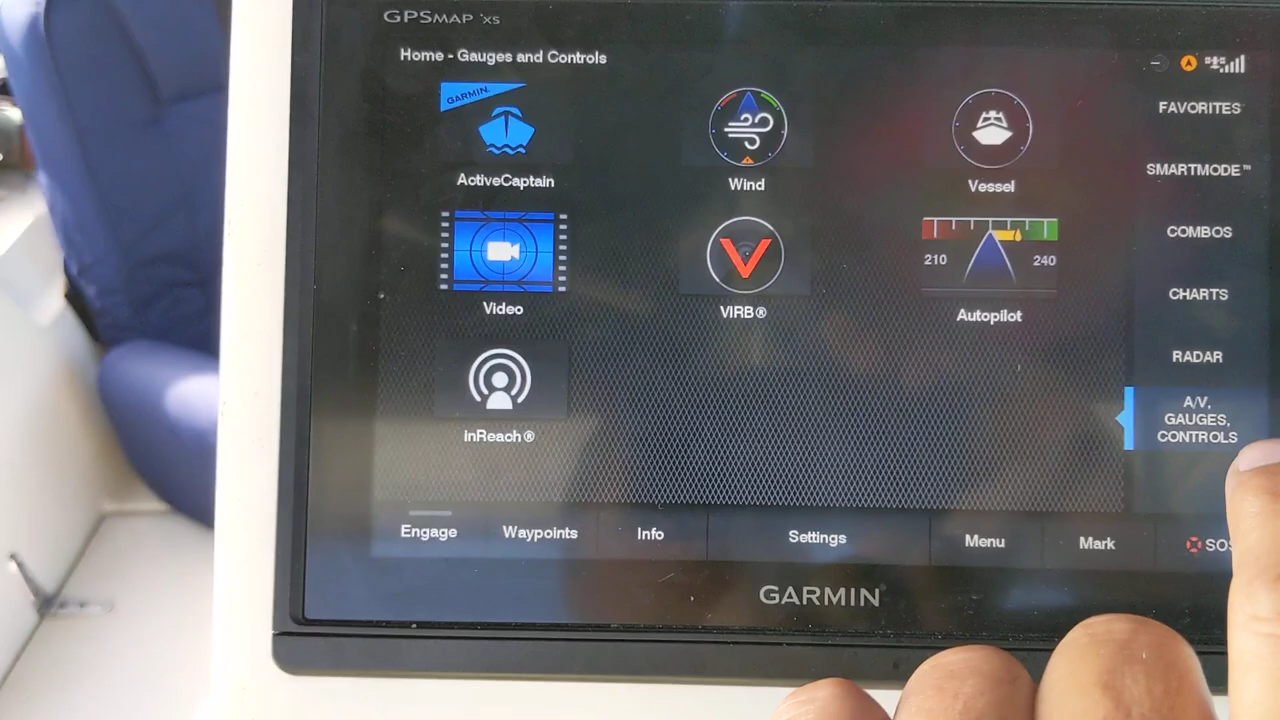 GPSMAP XS
Home - Gauges and Controls
GARMIN
ActiveCaptain
Wind
Vessel
Video
VIRB®
210
240
Autopilot
inReach®
FAVORITES
SMARTMODE™
COMBOS
CHARTS
RADAR
A/V,
GAUGES,
CONTROLS
Engage
Waypoints
Info
Settings
Menu
Mark
SOS
GARMIN